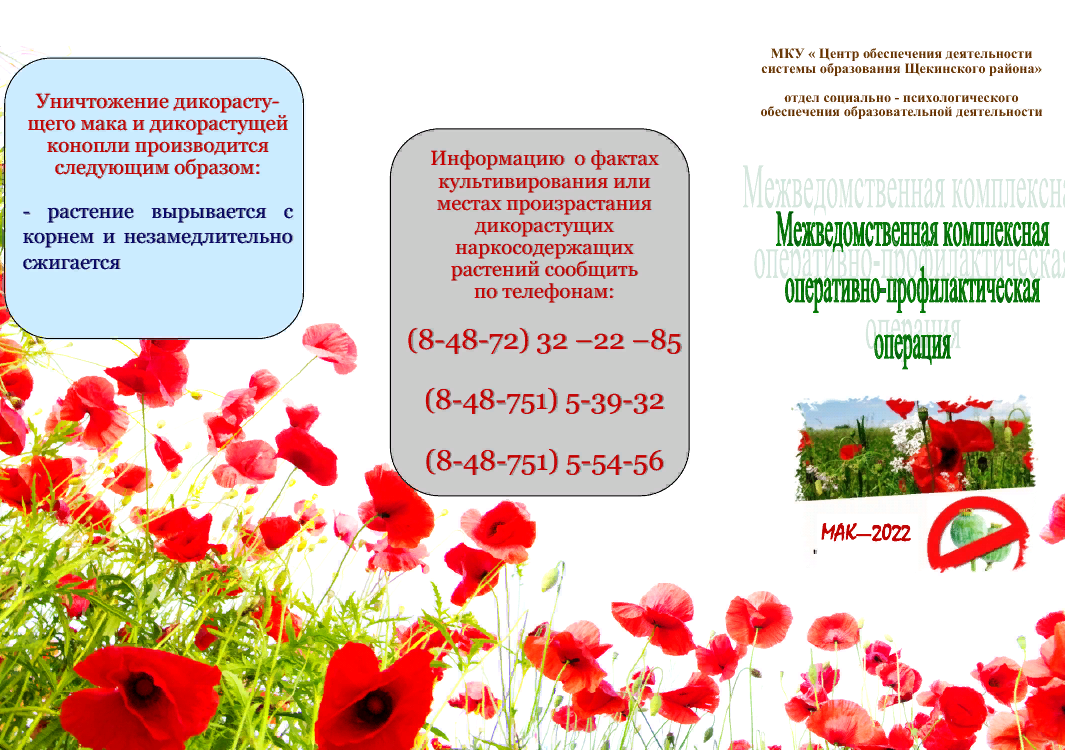 Уничтожение дикорасту-
щего мака и дикорастущей
конопли производится
следующим образом:
- растение вырывается с
корнем и незамедлительно
сжигается
Информацию о фактах
культивирования или
местах произрастания
дикорастущих
наркосодержащих
растений сообщить
по телефонам:
(8-48-72) 32 –22 –85
(8-48-751) 5-39-32
(8-48-751) 5-54-56
МКУ « Центр обеспечения деятельности
системы образования Щекинского района»
отдел социально - психологического
обеспечения образовательной деятельности
Межведомственная комплексная
оперативно-профилактическая
операция
МАК—2022